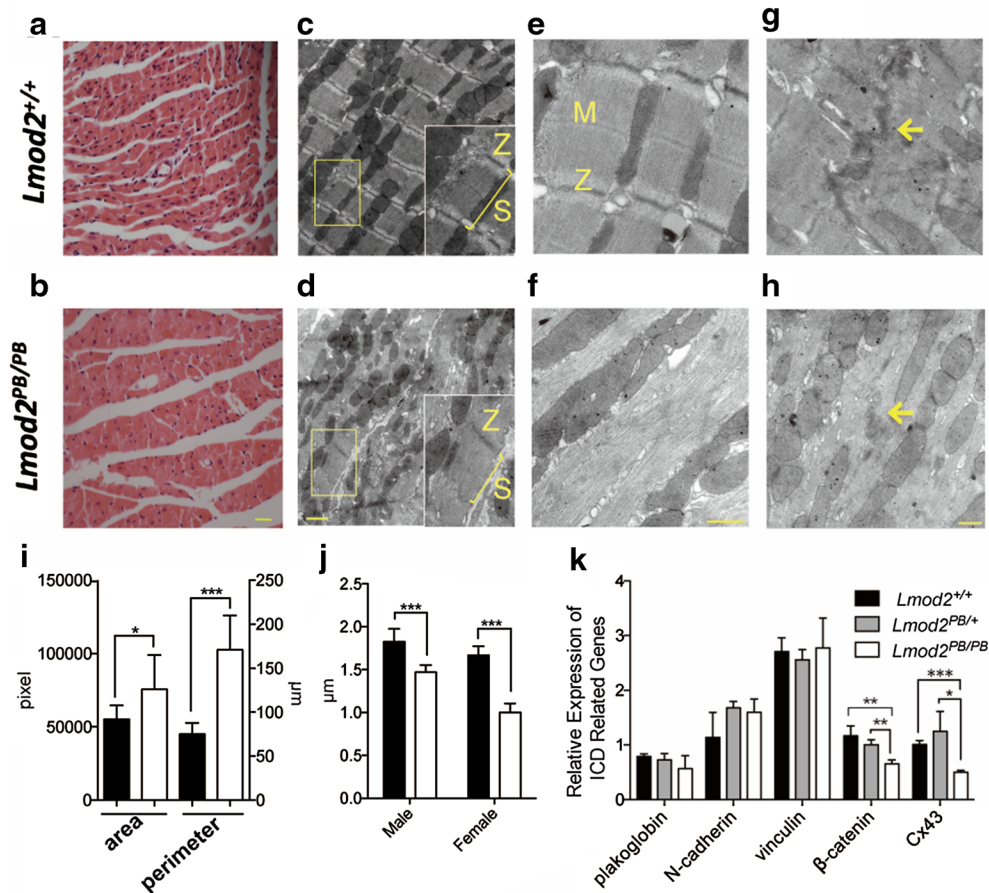 a
c
e
g
Lmod2+/+
Z
S
M
Z
b
d
f
h
Lmod2PB/PB
Z
S
i
150000
100000
50000
0
pixel
250
200
150
100
50
0
µm
*
***
area
perimeter
j
2.5
2.0
1.5
1.0
0.5
0.0
µm
***
***
Male
Female
k
4
3
2
1
0
Relative Expression of
ICD Related Genes
Lmod2+/+
Lmod2PB/+
Lmod2PB/PB
**
**
***
*
plakoglobin
N-cadherin
vinculin
β-catenin
Cx43